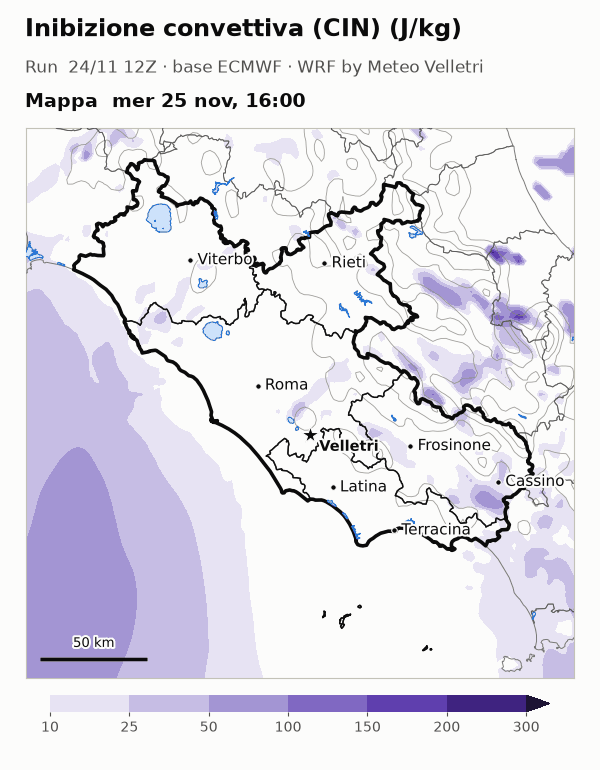 Inibizione convettiva (CIN) (J/kg)
Run  24/11 12Z · base ECMWF · WRF by Meteo Velletri
Mappa  mer 25 nov, 16:00
Viterbo
Rieti
Roma
Velletri
Frosinone
Cassino
Latina
Terracina
50 km
10 25 50 100 150 200 300